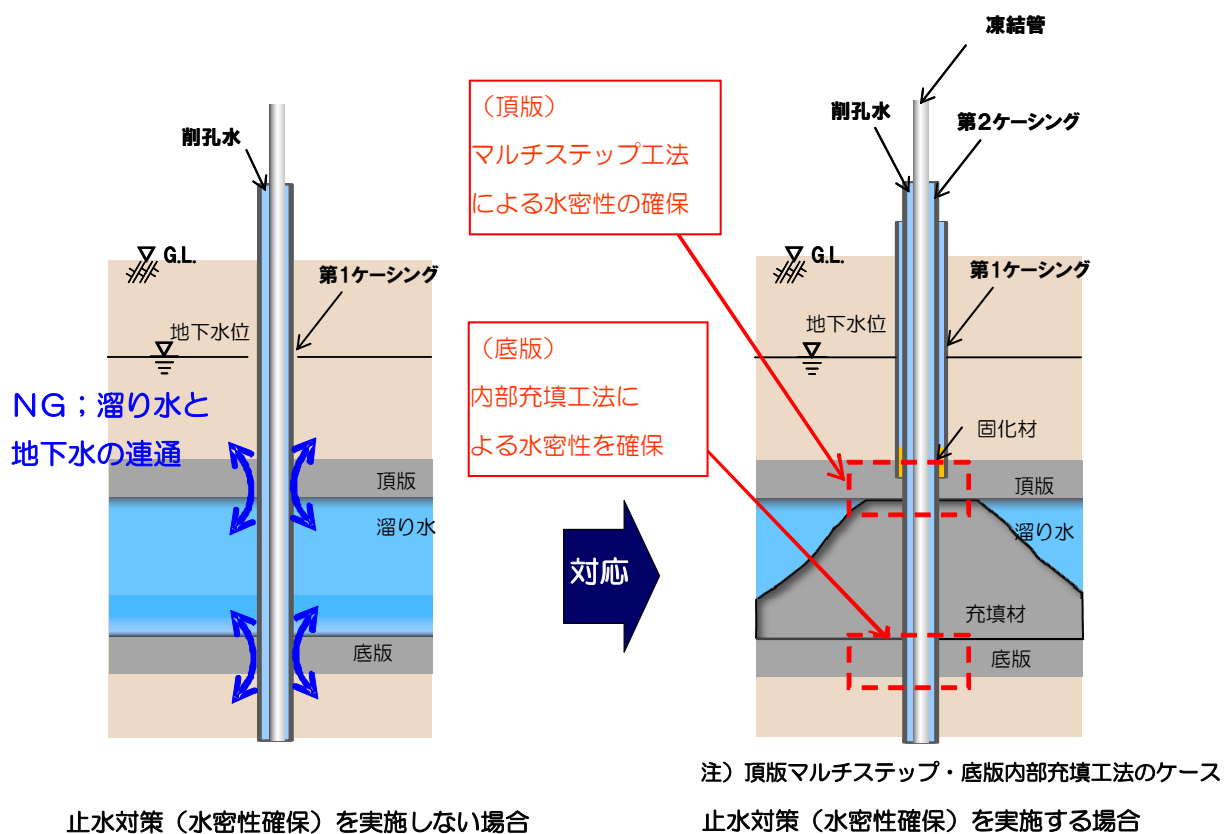 削孔水
G.L.
第1ケーシング
地下水位
NG；溜り水と
地下水の連通
頂版
溜り水
底版
止水対策（水密性確保）を実施しない場合
（頂版）
マルチステップ工法
による水密性の確保
（底版）
内部充填工法に
よる水密性を確保
対応
凍結管
削孔水
第2ケーシング
G.L.
第1ケーシング
地下水位
固化材
頂版
溜り水
充填材
底版
注）頂版マルチステップ・底版内部充填工法のケース
止水対策（水密性確保）を実施する場合